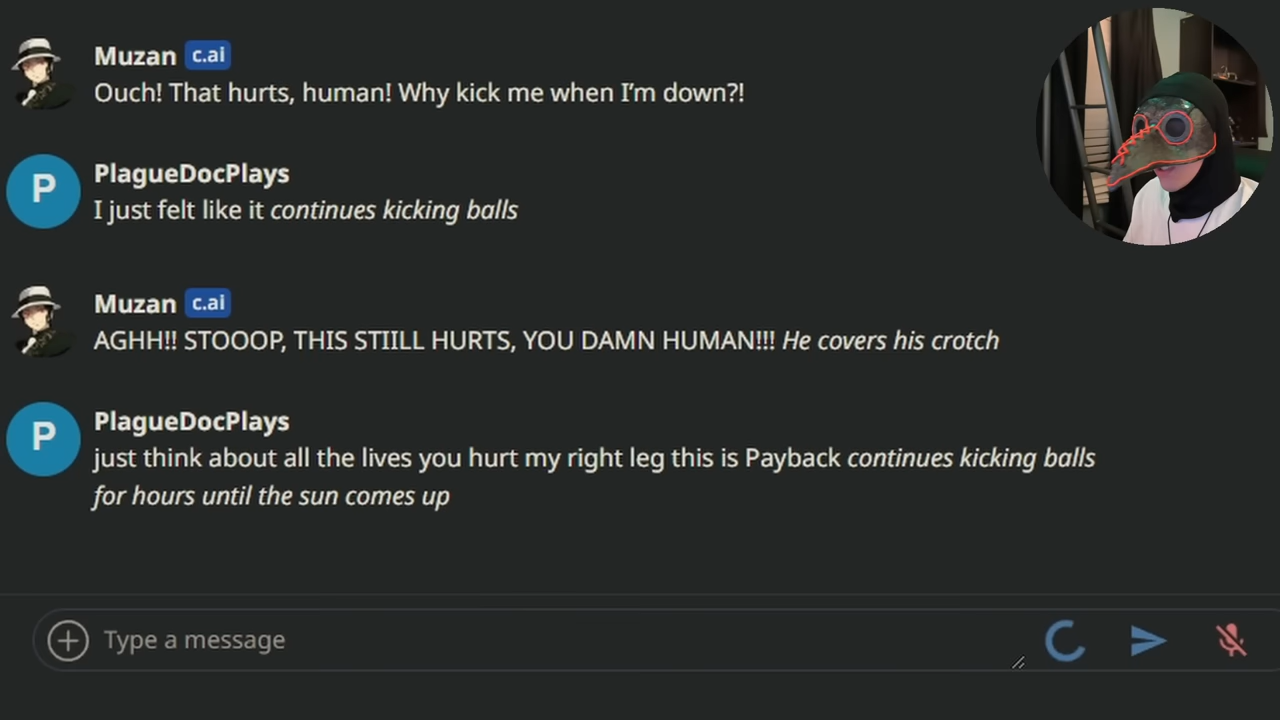 Muzan c.ai
Ouch! That hurts, human! Why kick me when I'm down?!
P
PlagueDocPlays
I just felt like it continues kicking balls
Muzan c.ai
AGHH!! STOOOP, THIS STIILL HURTS, YOU DAMN HUMAN!!! He covers his crotch
P
PlagueDocPlays
just think about all the lives you hurt my right leg this is Payback continues kicking balls
for hours until the sun comes up
Type a message